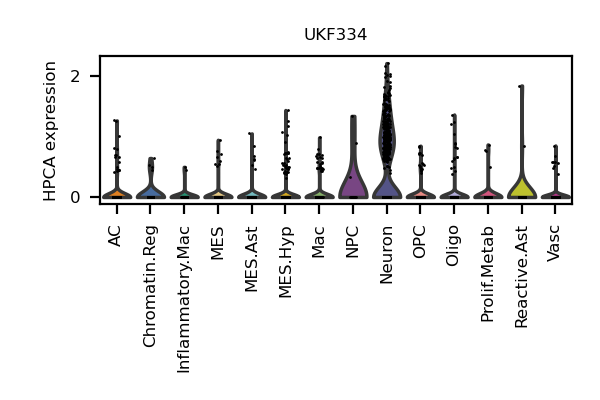 UKF334
HPCA expression
2
0
AC
Chromatin.Reg
Inflammatory.Mac
MES
MES.Ast
MES.Hyp
Mac
NPC
Neuron
OPC
Oligo
Prolif.Metab
Reactive.Ast
Vasc